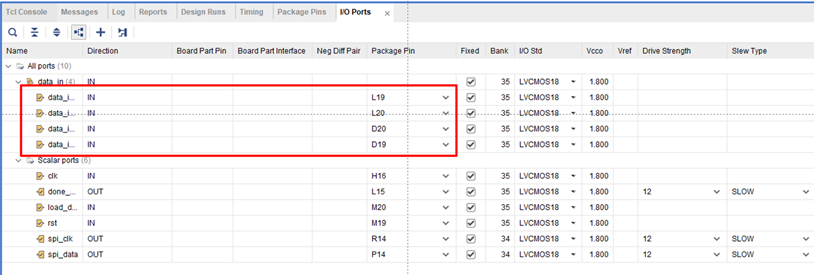 Tcl Console Messages Log Reports Design Runs Timing Package Pins I/O Ports
Name Direction Board Part Pin Board Part Interface Neg Diff Pair Package Pin Fixed Bank I/O Std Vcco Vref Drive Strength Slew Type
All ports (10)
data_in (4) IN 35 LVCMOS18 1.800
data_i... IN L19 35 LVCMOS18 1.800
data_i... IN L20 35 LVCMOS18 1.800
data_i... IN D20 35 LVCMOS18 1.800
data_i... IN D19 35 LVCMOS18 1.800
Scalar ports (6)
clk IN H16 35 LVCMOS18 1.800
done_... OUT L15 35 LVCMOS18 1.800 12 SLOW
load_d... IN M20 35 LVCMOS18 1.800
rst IN M19 35 LVCMOS18 1.800
spi_clk OUT R14 34 LVCMOS18 1.800 12 SLOW
spi_data OUT P14 34 LVCMOS18 1.800 12 SLOW